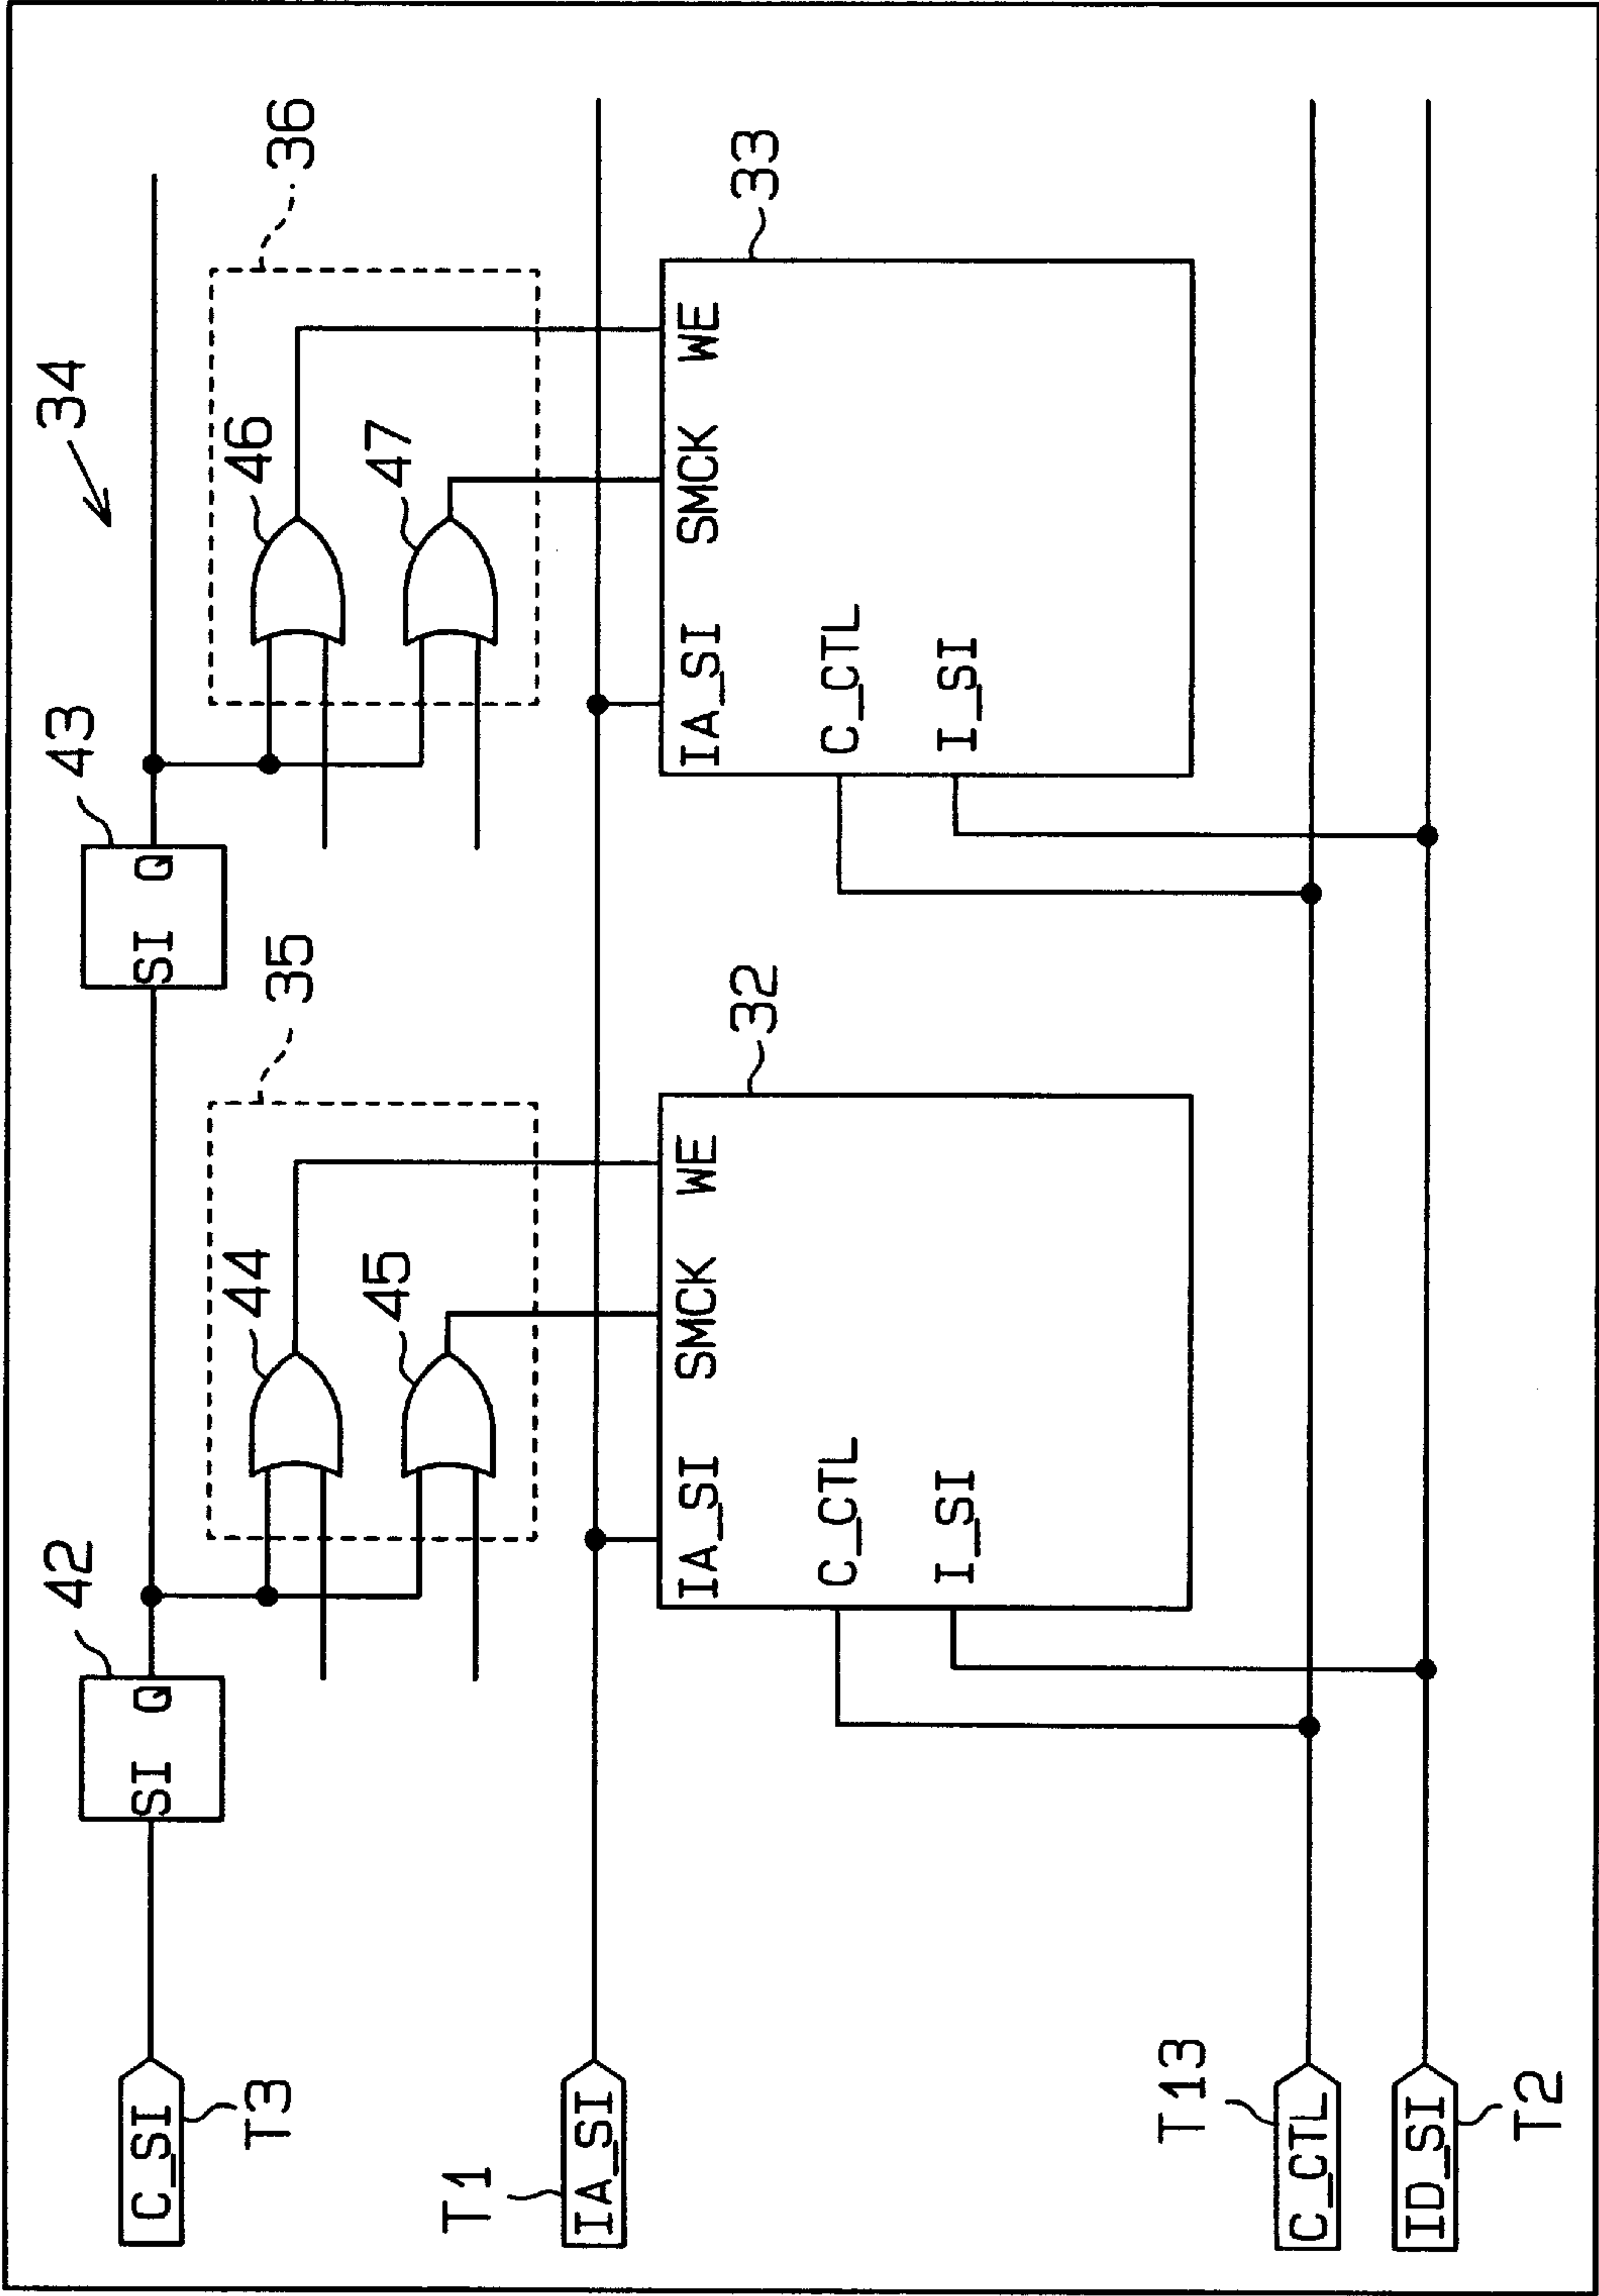 34
42
43
SI Q
SI Q
C_SI
T3
35
36
44
46
45
47
T1
IA_SI
32
33
IA_SI SMCK WE
IA_SI SMCK WE
C_CTL
C_CTL
I_SI
I_SI
T13
C_CTL
ID_SI
T2